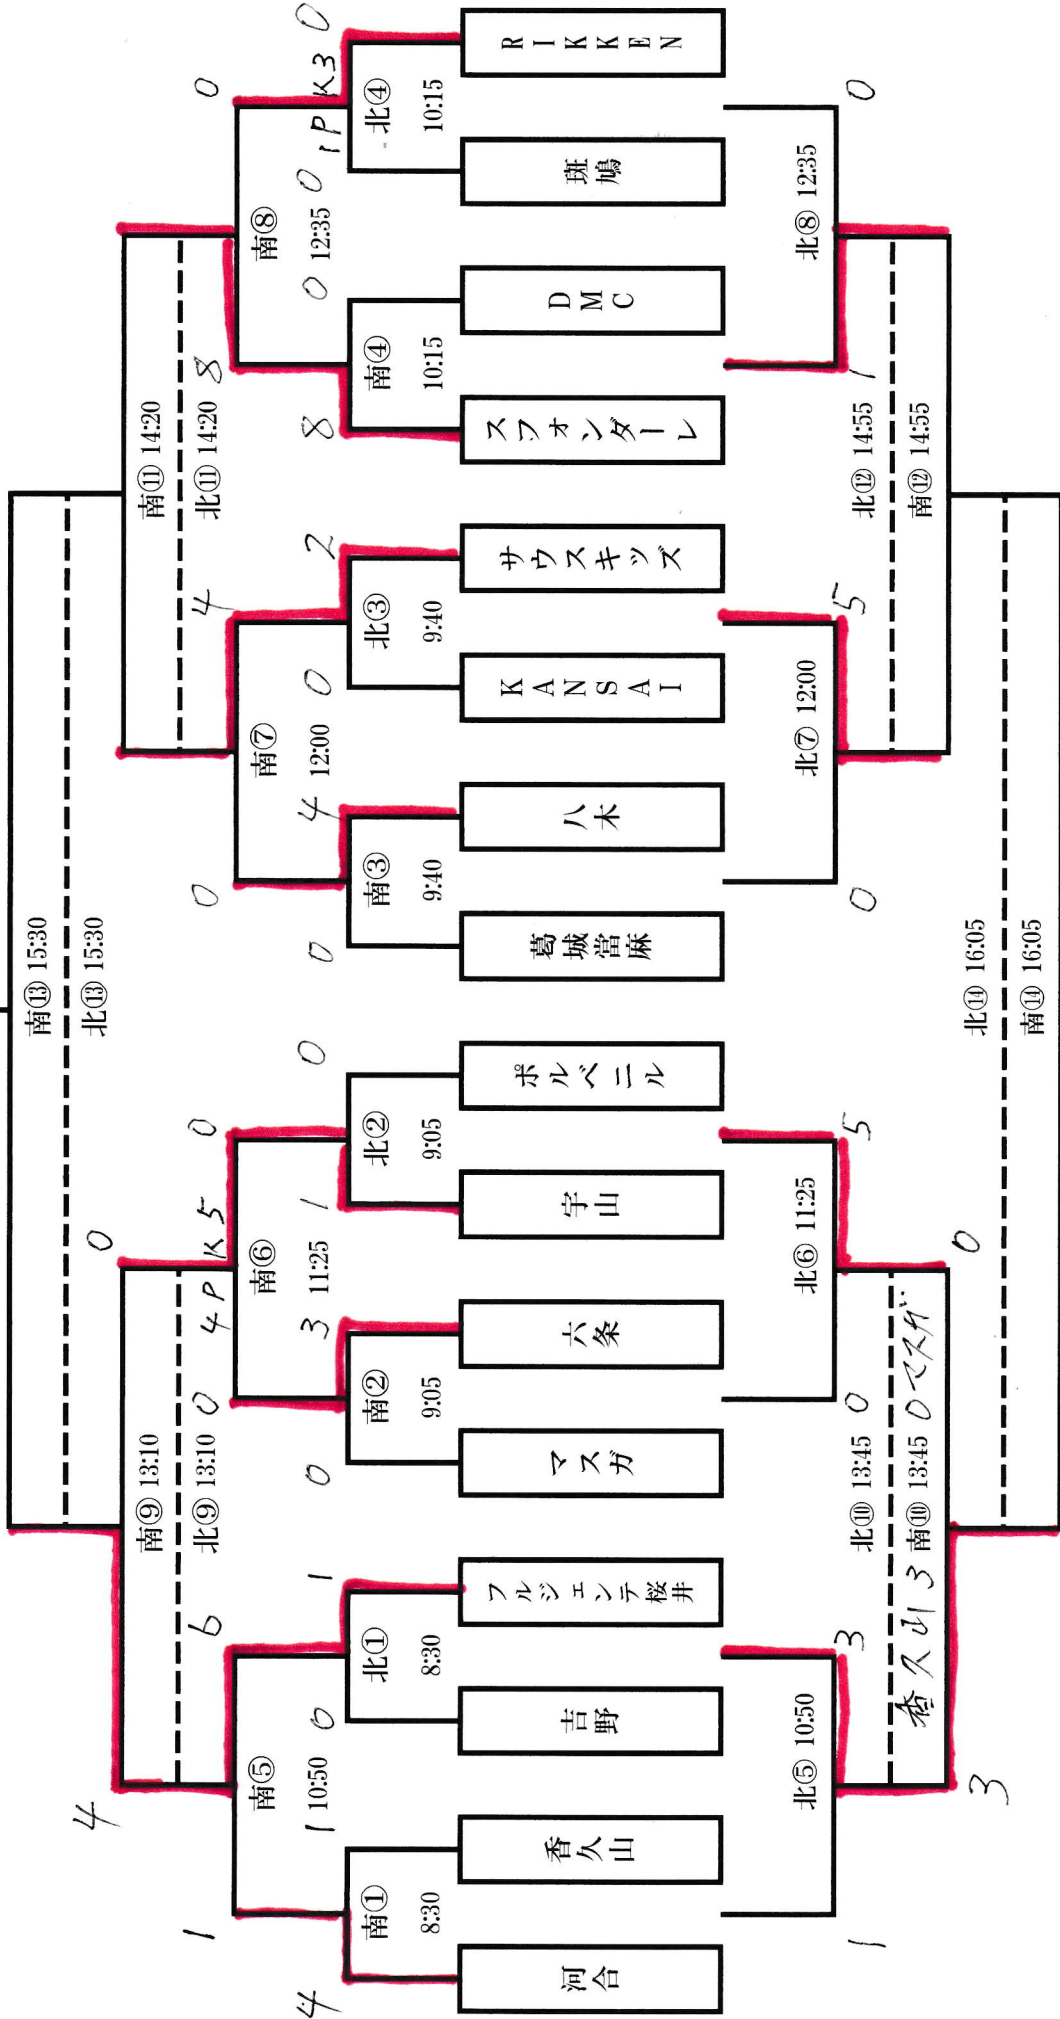 南⑬ 15:30
北⑬ 15:30
4
0
南⑨ 13:10
北⑨ 13:10
南⑪ 14:20
北⑪ 14:20
1
6
0
4 P K 5
0
0
4
8
0
南⑤
10:50
南⑥
11:25
南⑦
12:00
南⑧
12:35
4
1
0
1
0
3
1
0
0
4
0
2
8
0
0
1 P K 3
0
南①
8:30
北①
8:30
南②
9:05
北②
9:05
南③
9:40
北③
9:40
南④
10:15
北④
10:15
河合
香久山
吉野
フルジェンテ桜井
マスガ
六条
宇山
ポルベニル
葛城當麻
八木
KANSAI
サウスキッズ
スフォンダーレ
DMC
斑鳩
RIKKEN
北⑤ 10:50
北⑥ 11:25
北⑦ 12:00
北⑧ 12:35
1
3
0
5
0
5
1
0
北⑩ 13:45
南⑩ 13:45
香久山 3
0 マスガ
北⑫ 14:55
南⑫ 14:55
3
0
北⑭ 16:05
南⑭ 16:05